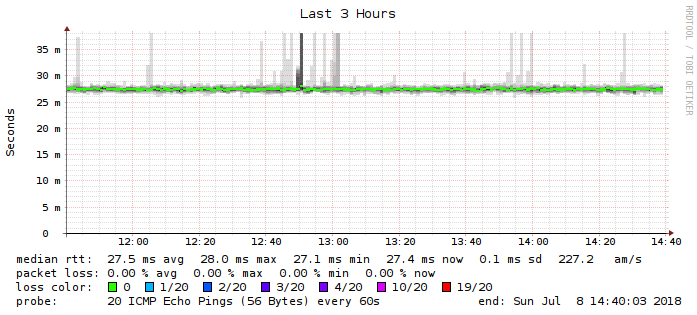 Last 3 Hours
RRDTOOL / TOBI OETIKER
Seconds
35 m
30 m
25 m
20 m
15 m
10 m
5 m
0
12:00 12:20 12:40 13:00 13:20 13:40 14:00 14:20 14:40
median rtt: 27.5 ms avg 28.0 ms max 27.1 ms min 27.4 ms now 0.1 ms sd 227.2 am/s
packet loss: 0.00 % avg 0.00 % max 0.00 % min 0.00 % now
loss color: 0 1/20 2/20 3/20 4/20 10/20 19/20
probe: 20 ICMP Echo Pings (56 Bytes) every 60s end: Sun Jul 8 14:40:03 2018